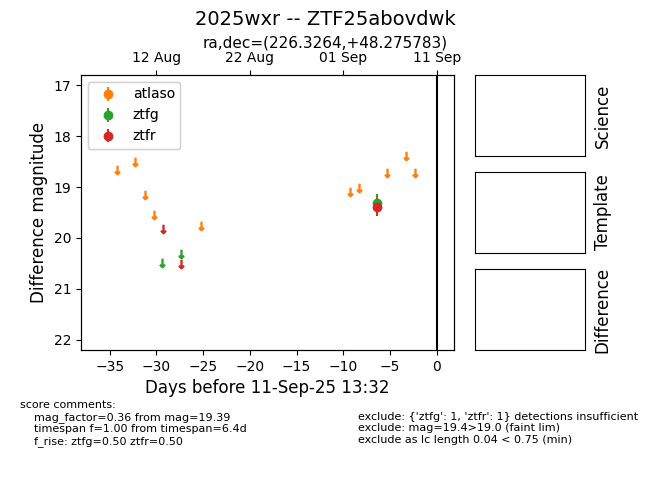 2025wxr -- ZTF25abovdwk
ra,dec=(226.3264,+48.275783)
12 Aug 22 Aug 01 Sep 11 Sep
atlaso
ztfg
ztfr
17
18
19
20
21
22
Difference magnitude
−35 −30 −25 −20 −15 −10 −5 0
Days before 11-Sep-25 13:32
Science
Template
Difference
score comments:
mag_factor=0.36 from mag=19.39
timespan f=1.00 from timespan=6.4d
f_rise: ztfg=0.50 ztfr=0.50
exclude: {'ztfg': 1, 'ztfr': 1} detections insufficient
exclude: mag=19.4>19.0 (faint lim)
exclude as lc length 0.04 < 0.75 (min)